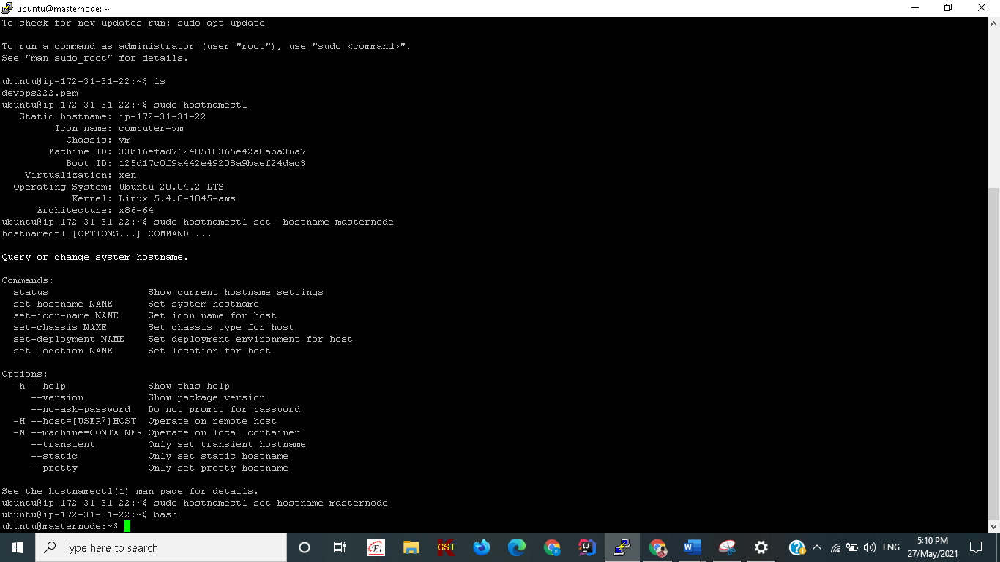 ubuntu@masternode: ~
To check for new updates run: sudo apt update
To run a command as administrator (user "root"), use "sudo <command>".
See "man sudo_root" for details.
ubuntu@ip-172-31-31-22:~$ ls
devops222.pem
ubuntu@ip-172-31-31-22:~$ sudo hostnamectl
Static hostname: ip-172-31-31-22
Icon name: computer-vm
Chassis: vm
Machine ID: 33b16efad76240518365e42a8aba36a7
Boot ID: 125d17c0f9a442e49208a9baef24dac3
Virtualization: xen
Operating System: Ubuntu 20.04.2 LTS
Kernel: Linux 5.4.0-1045-aws
Architecture: x86-64
ubuntu@ip-172-31-31-22:~$ sudo hostnamectl set -hostname masternode
hostnamectl [OPTIONS...] COMMAND ...
Query or change system hostname.
Commands:
status Show current hostname settings
set-hostname NAME Set system hostname
set-icon-name NAME Set icon name for host
set-chassis NAME Set chassis type for host
set-deployment NAME Set deployment environment for host
set-location NAME Set location for host
Options:
-h --help Show this help
--version Show package version
--no-ask-password Do not prompt for password
-H --host=[USER@]HOST Operate on remote host
-M --machine=CONTAINER Operate on local container
--transient Only set transient hostname
--static Only set static hostname
--pretty Only set pretty hostname
See the hostnamectl(1) man page for details.
ubuntu@ip-172-31-31-22:~$ sudo hostnamectl set-hostname masternode
ubuntu@ip-172-31-31-22:~$ bash
ubuntu@masternode:~$
Type here to search
E+
GST
IJ
W
ENG
5:10 PM
27/May/2021